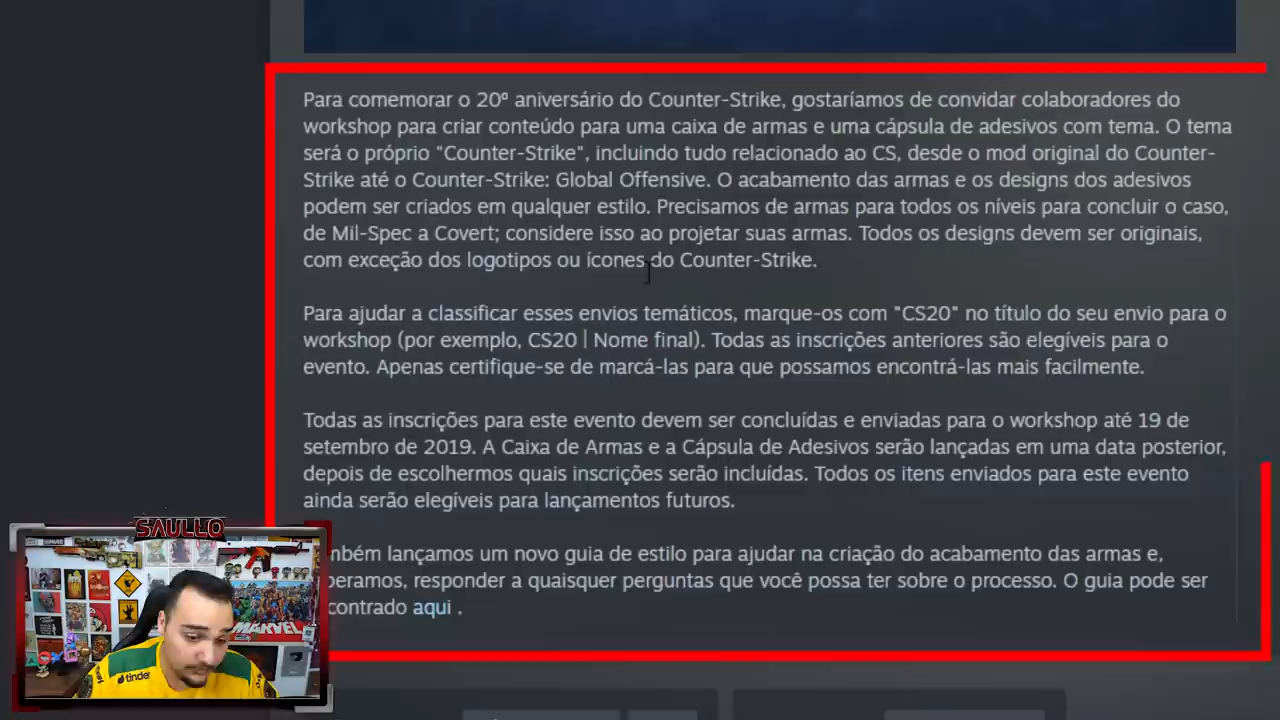 Para comemorar o 20º aniversário do Counter-Strike, gostaríamos de convidar colaboradores do
workshop para criar conteúdo para uma caixa de armas e uma cápsula de adesivos com tema. O tema
será o próprio "Counter-Strike", incluindo tudo relacionado ao CS, desde o mod original do Counter-
Strike até o Counter-Strike: Global Offensive. O acabamento das armas e os designs dos adesivos
podem ser criados em qualquer estilo. Precisamos de armas para todos os níveis para concluir o caso,
de Mil-Spec a Covert; considere isso ao projetar suas armas. Todos os designs devem ser originais,
com exceção dos logotipos ou ícones do Counter-Strike.
Para ajudar a classificar esses envios temáticos, marque-os com "CS20" no título do seu envio para o
workshop (por exemplo, CS20 | Nome final). Todas as inscrições anteriores são elegíveis para o
evento. Apenas certifique-se de marcá-las para que possamos encontrá-las mais facilmente.
Todas as inscrições para este evento devem ser concluídas e enviadas para o workshop até 19 de
setembro de 2019. A Caixa de Armas e a Cápsula de Adesivos serão lançadas em uma data posterior,
depois de escolhermos quais inscrições serão incluídas. Todos os itens enviados para este evento
ainda serão elegíveis para lançamentos futuros.
mbém lançamos um novo guia de estilo para ajudar na criação do acabamento das armas e,
peramos, responder a quaisquer perguntas que você possa ter sobre o processo. O guia pode ser
contrado aqui .
SAULLO
MARVEL
tinder